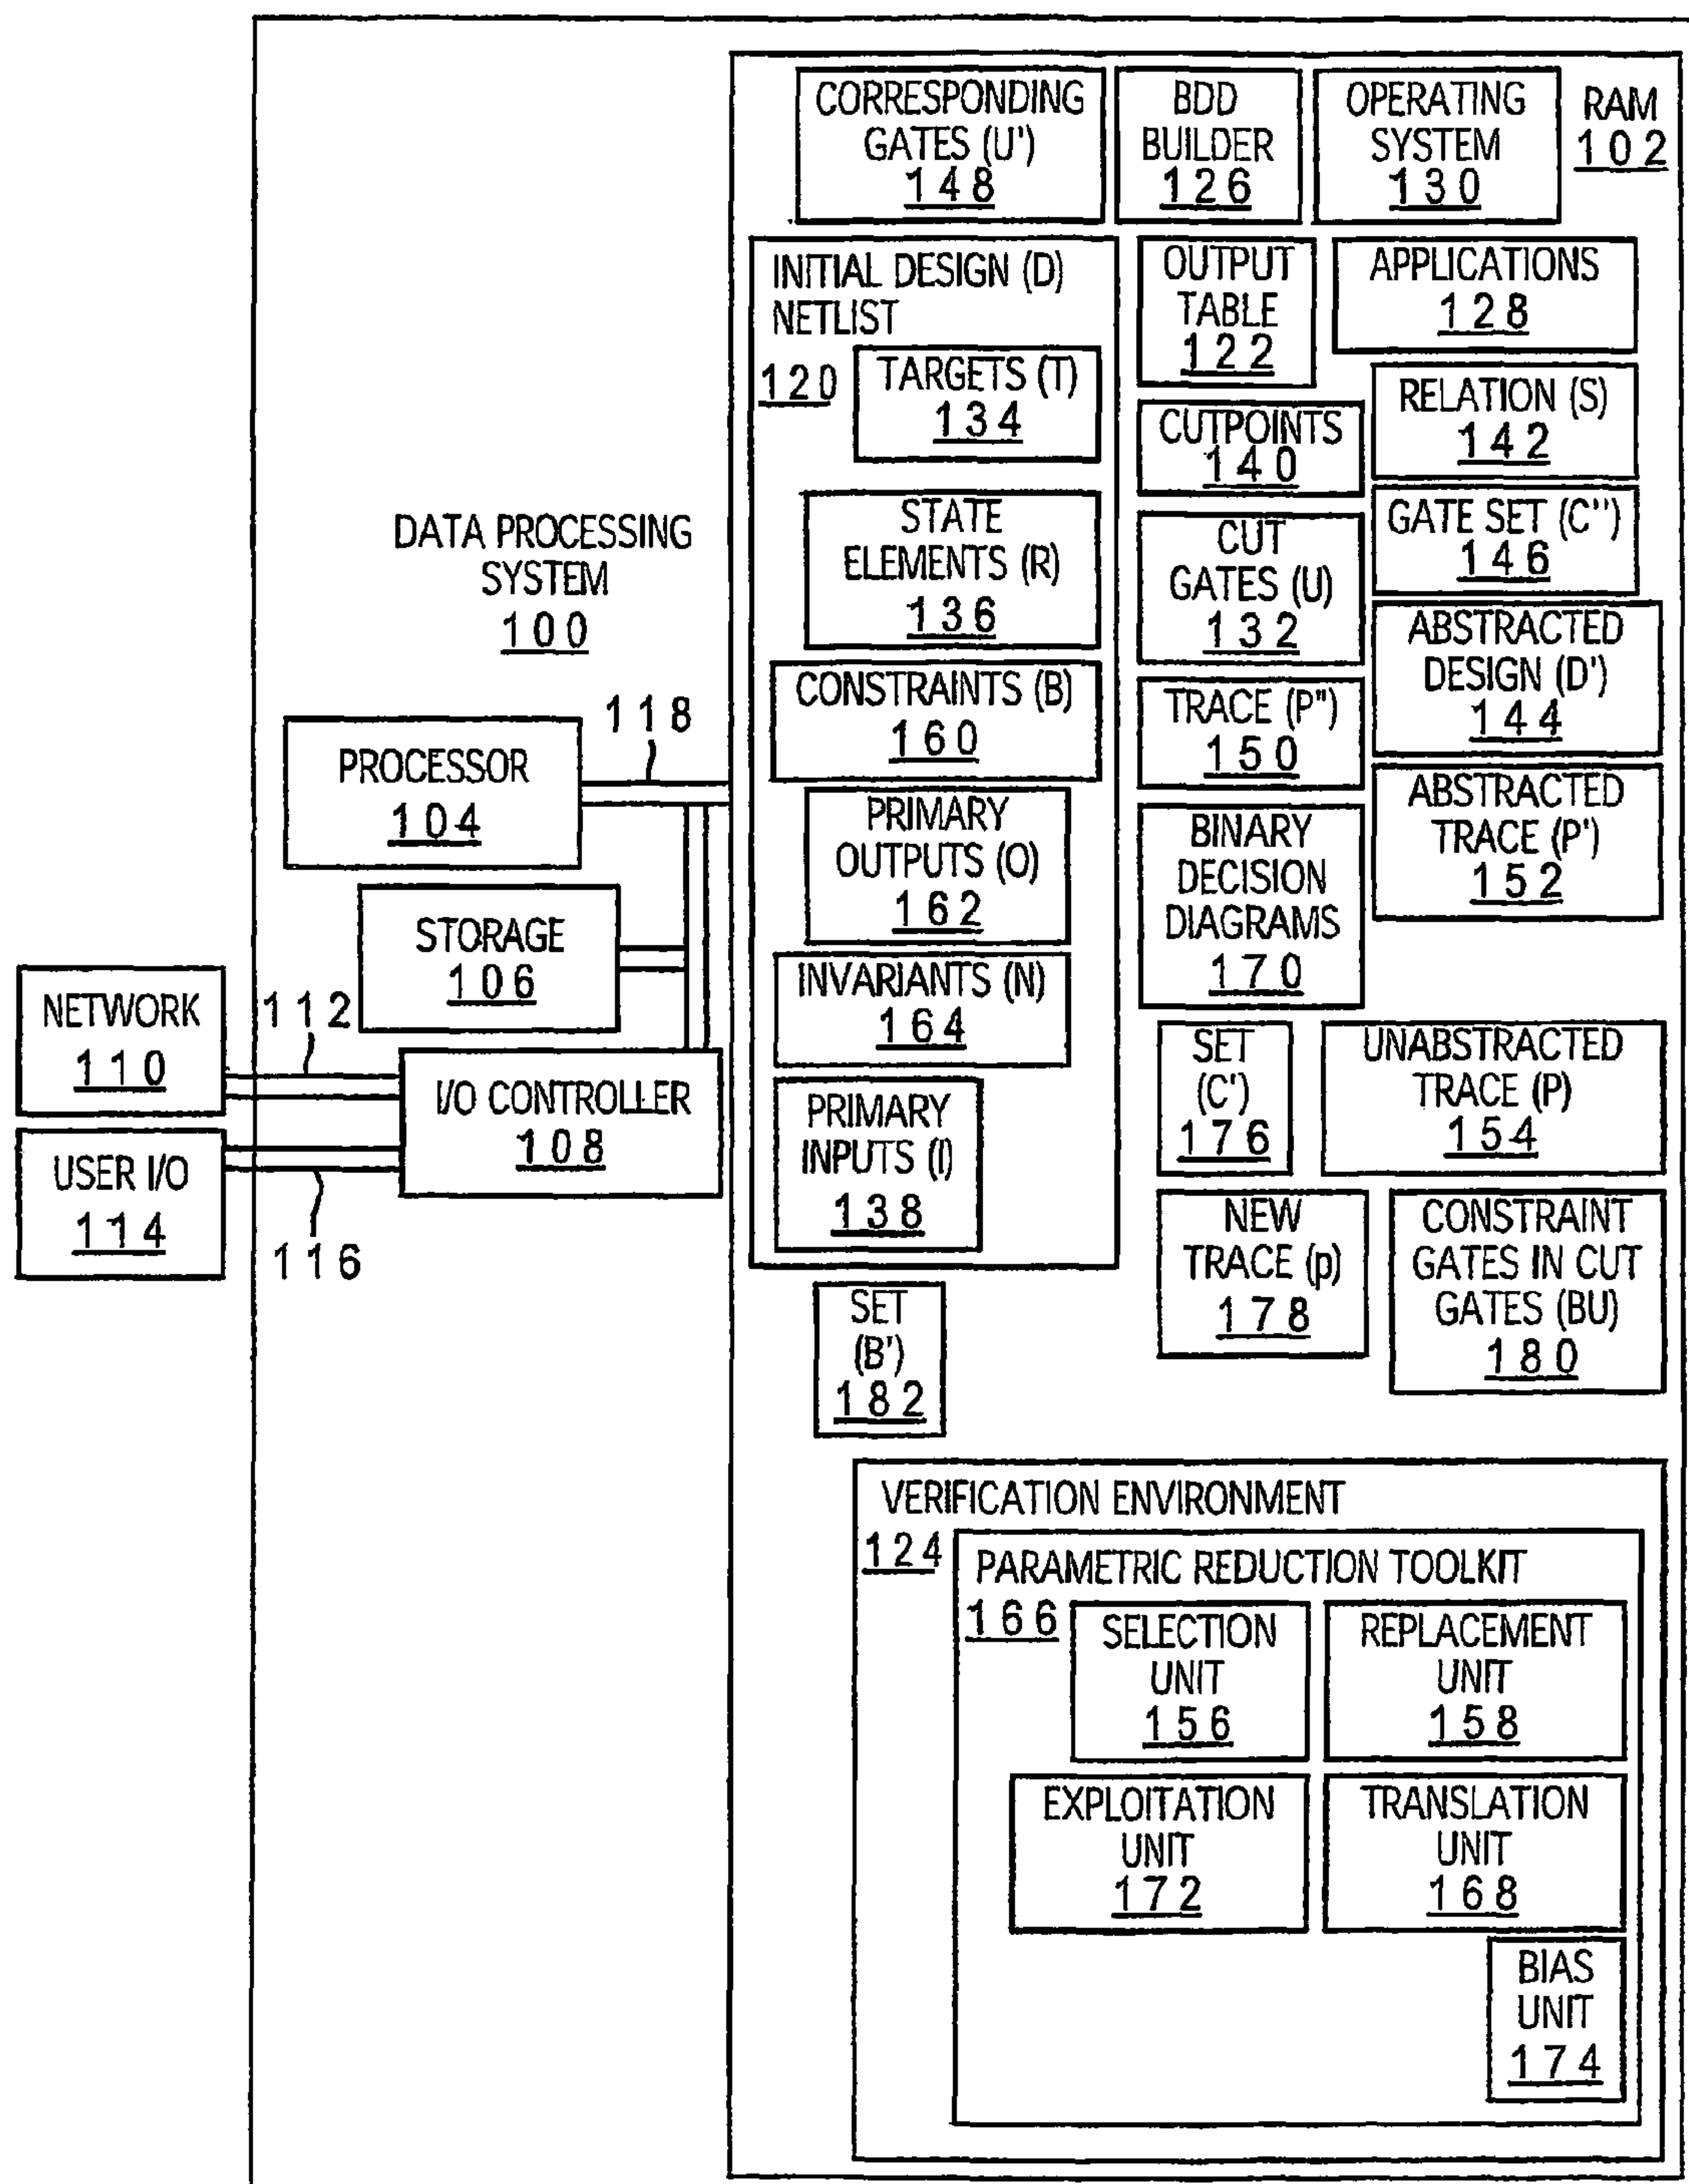 CORRESPONDING
GATES (U')
148
BDD
BUILDER
126
OPERATING
SYSTEM
130
RAM
102
INITIAL DESIGN (D)
NETLIST
120
TARGETS (T)
134
STATE
ELEMENTS (R)
136
CONSTRAINTS (B)
160
PRIMARY
OUTPUTS (O)
162
INVARIANTS (N)
164
PRIMARY
INPUTS (I)
138
OUTPUT
TABLE
122
APPLICATIONS
128
CUTPOINTS
140
RELATION (S)
142
CUT
GATES (U)
132
GATE SET (C'')
146
ABSTRACTED
DESIGN (D')
144
TRACE (P")
150
ABSTRACTED
TRACE (P')
152
BINARY
DECISION
DIAGRAMS
170
SET
(C')
176
UNABSTRACTED
TRACE (P)
154
NEW
TRACE (p)
178
CONSTRAINT
GATES IN CUT
GATES (BU)
180
SET
(B')
182
DATA PROCESSING
SYSTEM
100
118
PROCESSOR
104
STORAGE
106
NETWORK
110
112
I/O CONTROLLER
108
USER I/O
114
116
VERIFICATION ENVIRONMENT
124
PARAMETRIC REDUCTION TOOLKIT
166
SELECTION
UNIT
156
REPLACEMENT
UNIT
158
EXPLOITATION
UNIT
172
TRANSLATION
UNIT
168
BIAS
UNIT
174